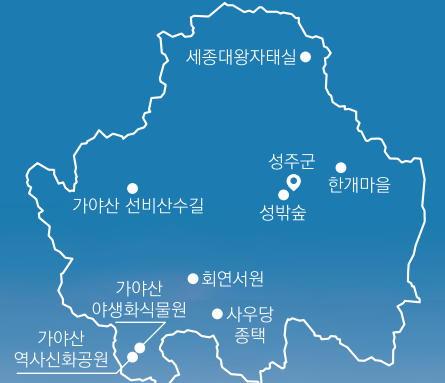 세종대왕자태실
성주군
한개마을
가야산 선비산수길
성밖숲
회연서원
가야산
야생화식물원
사우당
종택
가야산
역사신화공원